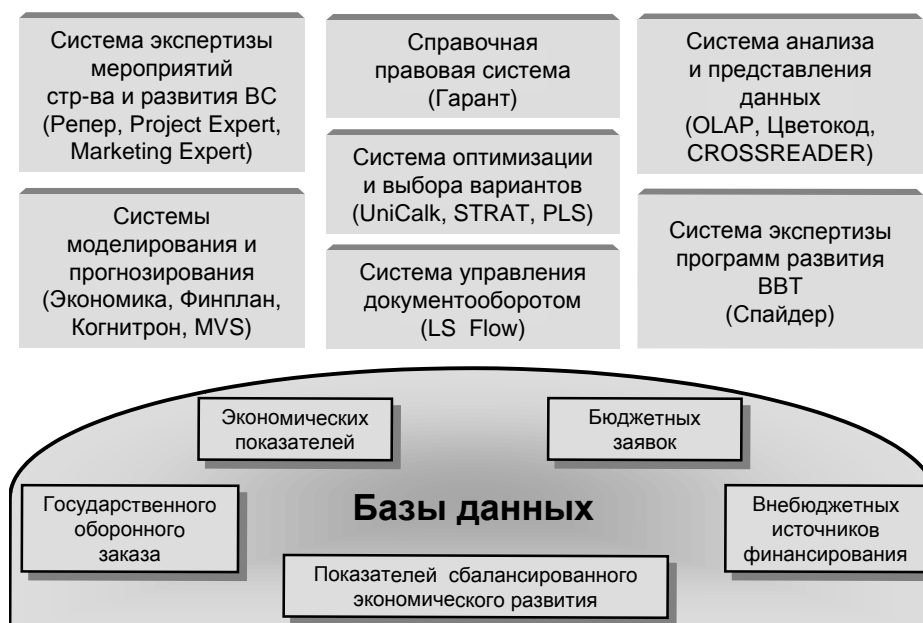 Система экспертизы
мероприятий
стр-ва и развития ВС
(Репер, Project Expert,
Marketing Expert)
Справочная
правовая система
(Гарант)
Система анализа
и представления
данных
(OLAP, Цветокод,
CROSSREADER)
Система оптимизации
и выбора вариантов
(UniCalk, STRAT, PLS)
Системы
моделирования и
прогнозирования
(Экономика, Финплан,
Когнитрон, MVS)
Система управления
документооборотом
(LS Flow)
Система экспертизы
программ развития
ВВТ
(Спайдер)
Экономических
показателей
Бюджетных
заявок
Государственного
оборонного
заказа
Базы данных
Внебюджетных
источников
финансирования
Показателей сбалансированного
экономического развития